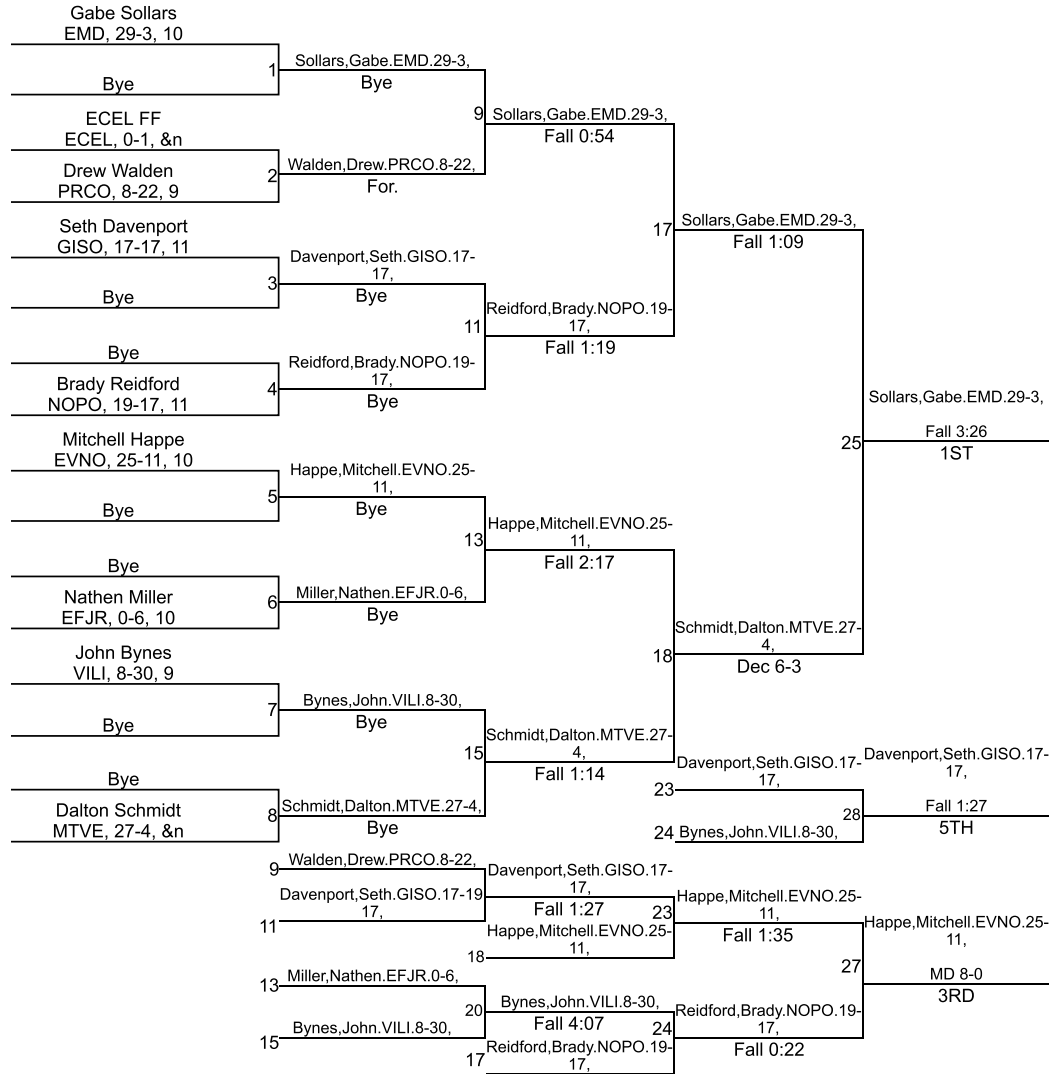 Gabe Sollars
EMD, 29-3, 10
Bye
1
Sollars,Gabe.EMD.29-3,
Bye
ECEL FF
ECEL, 0-1, &n
Drew Walden
PRCO, 8-22, 9
2
Walden,Drew.PRCO.8-22,
For.
9
Sollars,Gabe.EMD.29-3,
Fall 0:54
Seth Davenport
GISO, 17-17, 11
Bye
3
Davenport,Seth.GISO.17-
17,
Bye
Bye
Brady Reidford
NOPO, 19-17, 11
4
Reidford,Brady.NOPO.19-
17,
Bye
11
Reidford,Brady.NOPO.19-
17,
Fall 1:19
17
Sollars,Gabe.EMD.29-3,
Fall 1:09
Mitchell Happe
EVNO, 25-11, 10
Bye
5
Happe,Mitchell.EVNO.25-
11,
Bye
Bye
Nathen Miller
EFJR, 0-6, 10
6
Miller,Nathen.EFJR.0-6,
Bye
13
Happe,Mitchell.EVNO.25-
11,
Fall 2:17
John Bynes
VILI, 8-30, 9
Bye
7
Bynes,John.VILI.8-30,
Bye
Bye
Dalton Schmidt
MTVE, 27-4, &n
8
Schmidt,Dalton.MTVE.27-4,
Bye
15
Schmidt,Dalton.MTVE.27-
4,
Fall 1:14
18
Schmidt,Dalton.MTVE.27-
4,
Dec 6-3
25
Sollars,Gabe.EMD.29-3,
Fall 3:26
1ST
23
Davenport,Seth.GISO.17-
17,
24
Bynes,John.VILI.8-30,
28
Davenport,Seth.GISO.17-
17,
Fall 1:27
5TH
9
Walden,Drew.PRCO.8-22,
11
Davenport,Seth.GISO.17-
17,
19
Davenport,Seth.GISO.17-
17,
Fall 1:27
18
Happe,Mitchell.EVNO.25-
11,
23
Happe,Mitchell.EVNO.25-
11,
Fall 1:35
13
Miller,Nathen.EFJR.0-6,
15
Bynes,John.VILI.8-30,
20
Bynes,John.VILI.8-30,
Fall 4:07
17
Reidford,Brady.NOPO.19-
17,
24
Reidford,Brady.NOPO.19-
17,
Fall 0:22
27
Happe,Mitchell.EVNO.25-
11,
MD 8-0
3RD